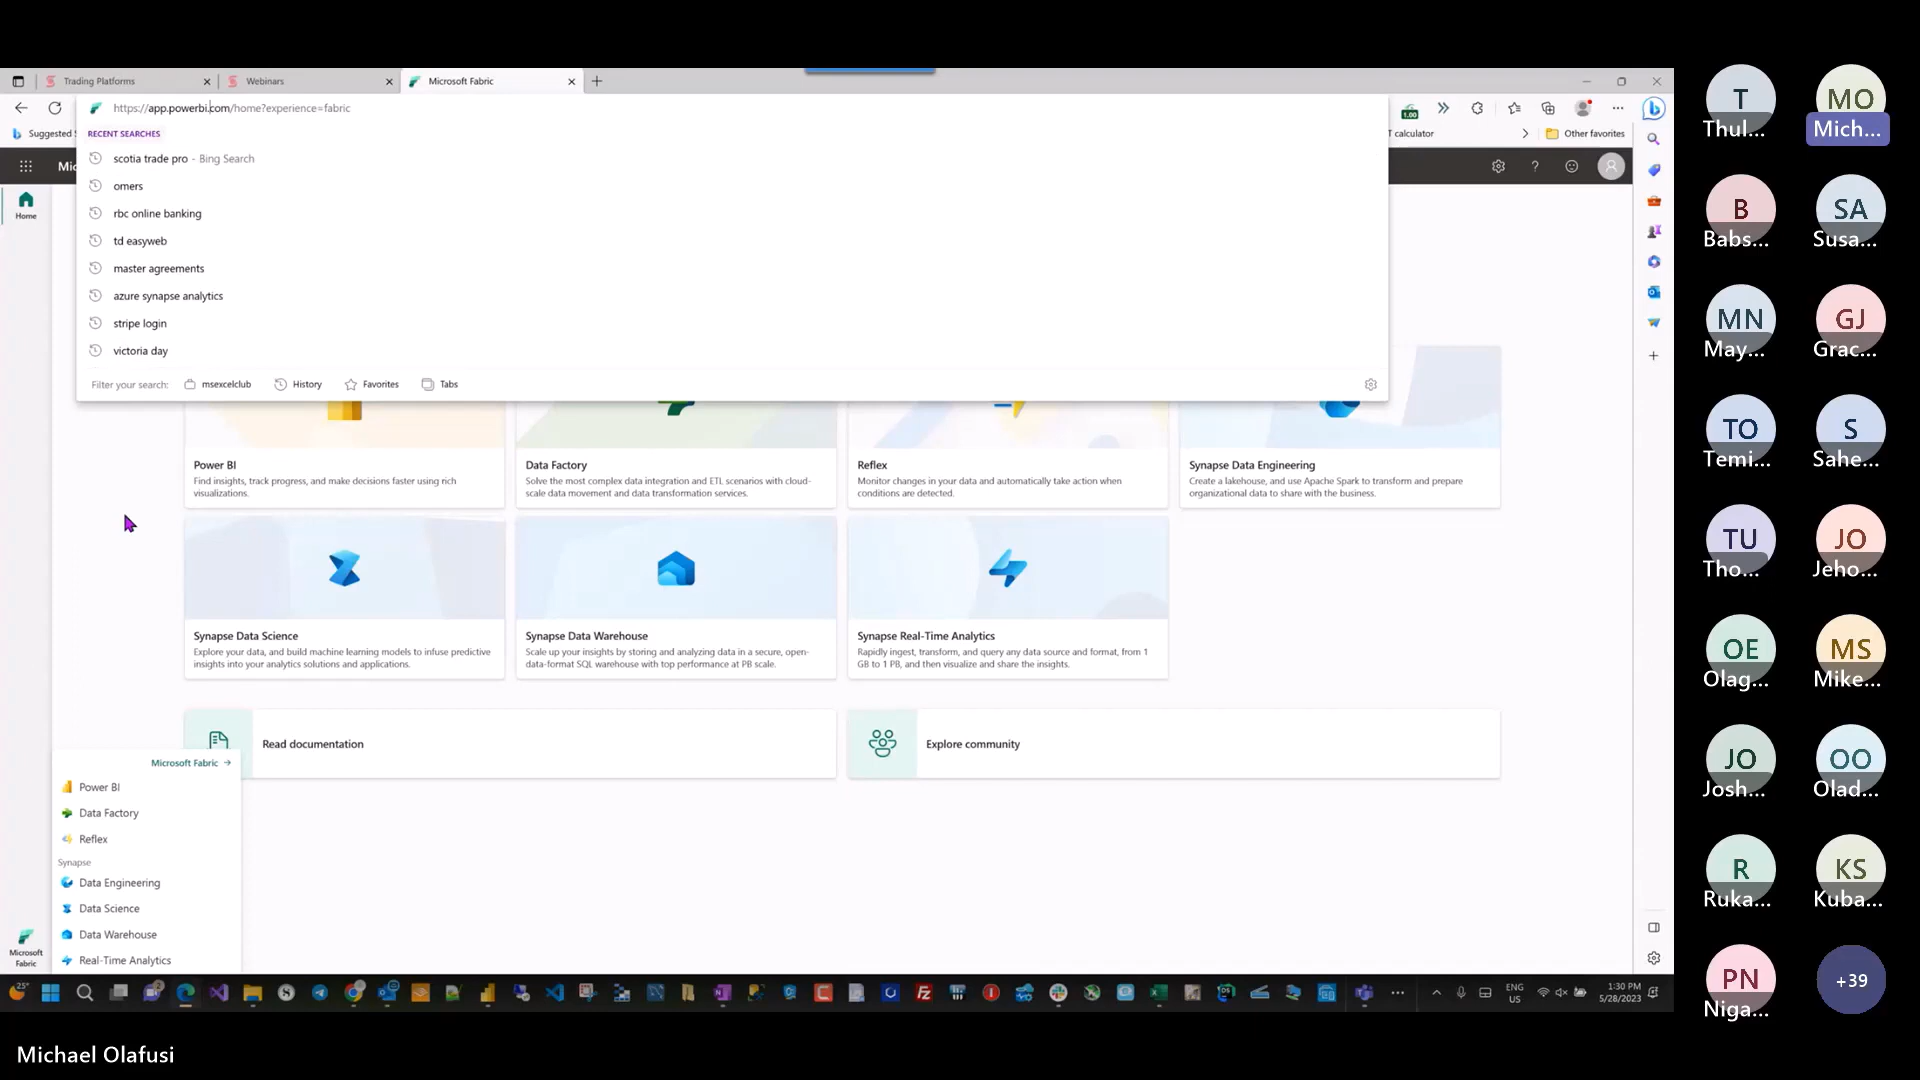 Trading Platforms
Webinars
Microsoft Fabric
https://app.powerbi.com/home?experience=fabric
1.00
Suggested S
RECENT SEARCHES
T calculator
Other favorites
scotia trade pro - Bing Search
Mic
omers
Home
rbc online banking
td easyweb
master agreements
azure synapse analytics
stripe login
victoria day
Filter your search:
msexcelclub
History
Favorites
Tabs
Power BI
Find insights, track progress, and make decisions faster using rich
visualizations.
Data Factory
Solve the most complex data integration and ETL scenarios with cloud-
scale data movement and data transformation services.
Reflex
Monitor changes in your data and automatically take action when
conditions are detected.
Synapse Data Engineering
Create a lakehouse, and use Apache Spark to transform and prepare
organizational data to share with the business.
Synapse Data Science
Explore your data, and build machine learning models to infuse predictive
insights into your analytics solutions and applications.
Synapse Data Warehouse
Scale up your insights by storing and analyzing data in a secure, open-
data-format SQL warehouse with top performance at PB scale.
Synapse Real-Time Analytics
Rapidly ingest, transform, and query any data source and format, from 1
GB to 1 PB, and then visualize and share the insights.
Read documentation
Explore community
Microsoft Fabric →
Power BI
Data Factory
Reflex
Synapse
Data Engineering
Data Science
Data Warehouse
Real-Time Analytics
Microsoft
Fabric
25°
ENG
US
1:30 PM
5/28/2023
T
Thul...
MO
Mich...
B
Babs...
SA
Susa...
MN
May...
GJ
Grac...
TO
Temi...
S
Sahe...
TU
Tho...
JO
Jeho...
OE
Olag...
MS
Mike...
JO
Josh...
OO
Olad...
R
Ruka...
KS
Kuba...
PN
Niga...
+39
Michael Olafusi